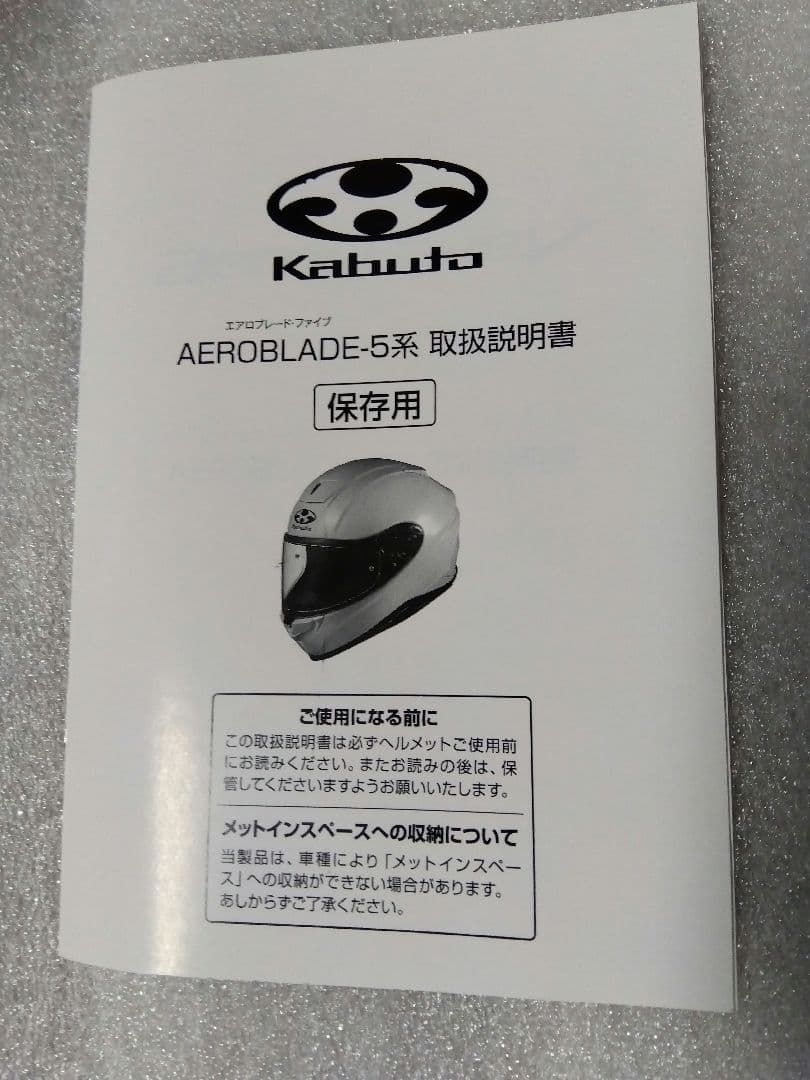 Kabuto
エアロブレード・ファイブ
AEROBLADE-5系 取扱説明書
保存用
Kabuto
ご使用になる前に
この取扱説明書は必ずヘルメットご使用前
にお読みください。またお読みの後は、保
管してくださいますようお願いいたします。
メットインスペースへの収納について
当製品は、車種により「メットインスペー
ス」への収納ができない場合があります。
あしからずご了承ください。